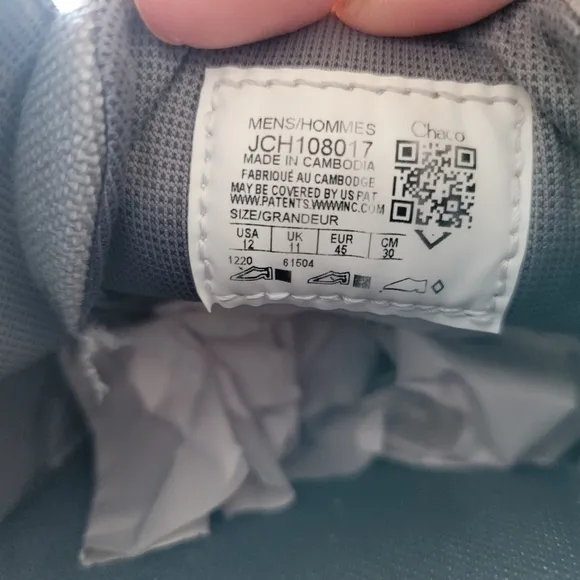 MENS/HOMMES
Chaco
JCH108017
MADE IN CAMBODIA
FABRIQUÉ AU CAMBODGE
MAY BE COVERED BY US PAT
WWW.PATENTS.WWWINC.COM
SIZE/GRANDEUR
USA UK EUR CM
12 11 45 30
1220 61504